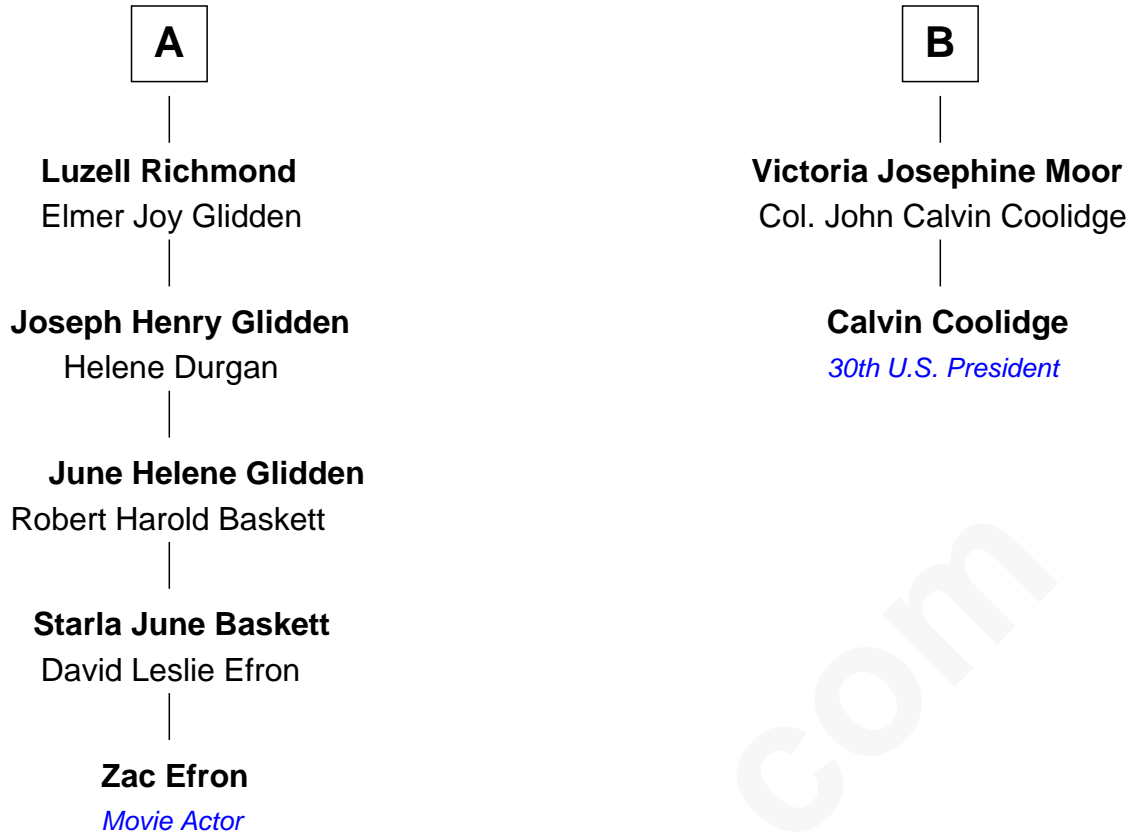 A
Luzell Richmond
Elmer Joy Glidden
Joseph Henry Glidden
Helene Durgan
June Helene Glidden
Robert Harold Baskett
Starla June Baskett
David Leslie Efron
Zac Efron
Movie Actor
B
Victoria Josephine Moor
Col. John Calvin Coolidge
Calvin Coolidge
30th U.S. President
com